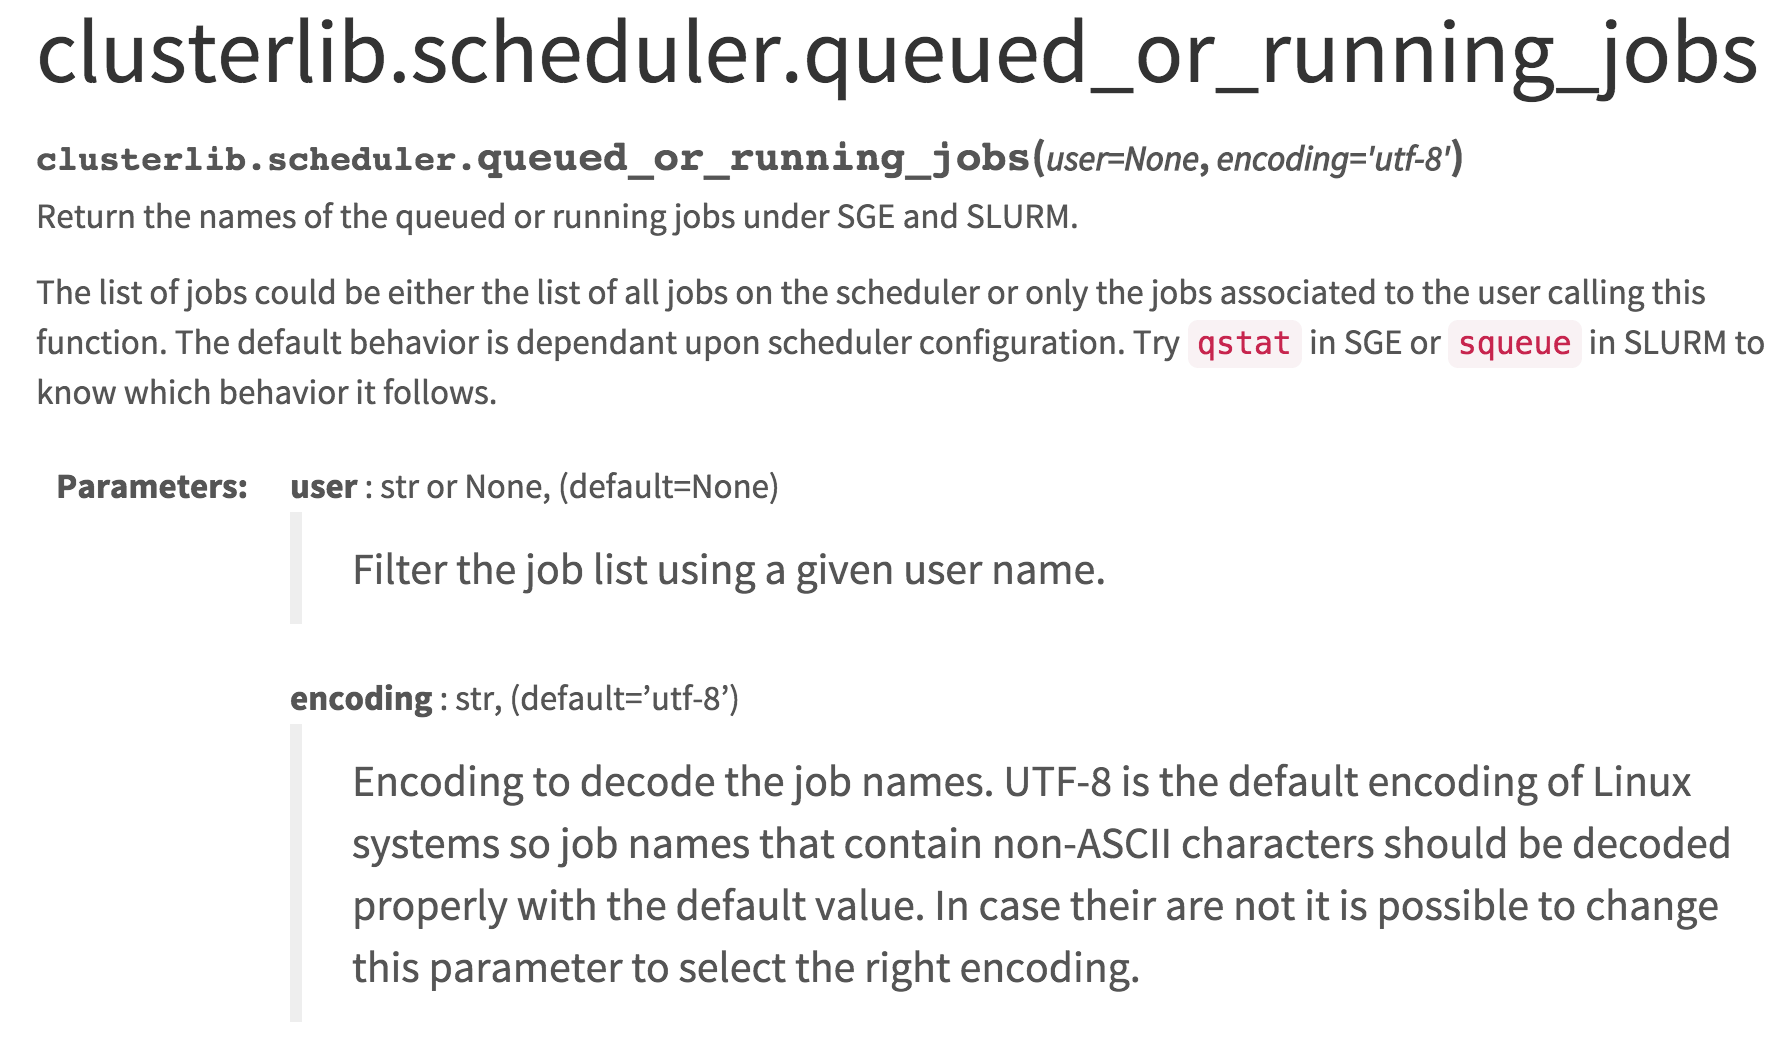 clusterlib.scheduler.queued_or_running_jobs
clusterlib.scheduler.queued_or_running_jobs(user=None, encoding='utf-8')
Return the names of the queued or running jobs under SGE and SLURM.
The list of jobs could be either the list of all jobs on the scheduler or only the jobs associated to the user calling this
function. The default behavior is dependant upon scheduler configuration. Try qstat in SGE or squeue in SLURM to
know which behavior it follows.
Parameters: user : str or None, (default=None)
Filter the job list using a given user name.
encoding : str, (default=’utf-8’)
Encoding to decode the job names. UTF-8 is the default encoding of Linux
systems so job names that contain non-ASCII characters should be decoded
properly with the default value. In case their are not it is possible to change
this parameter to select the right encoding.